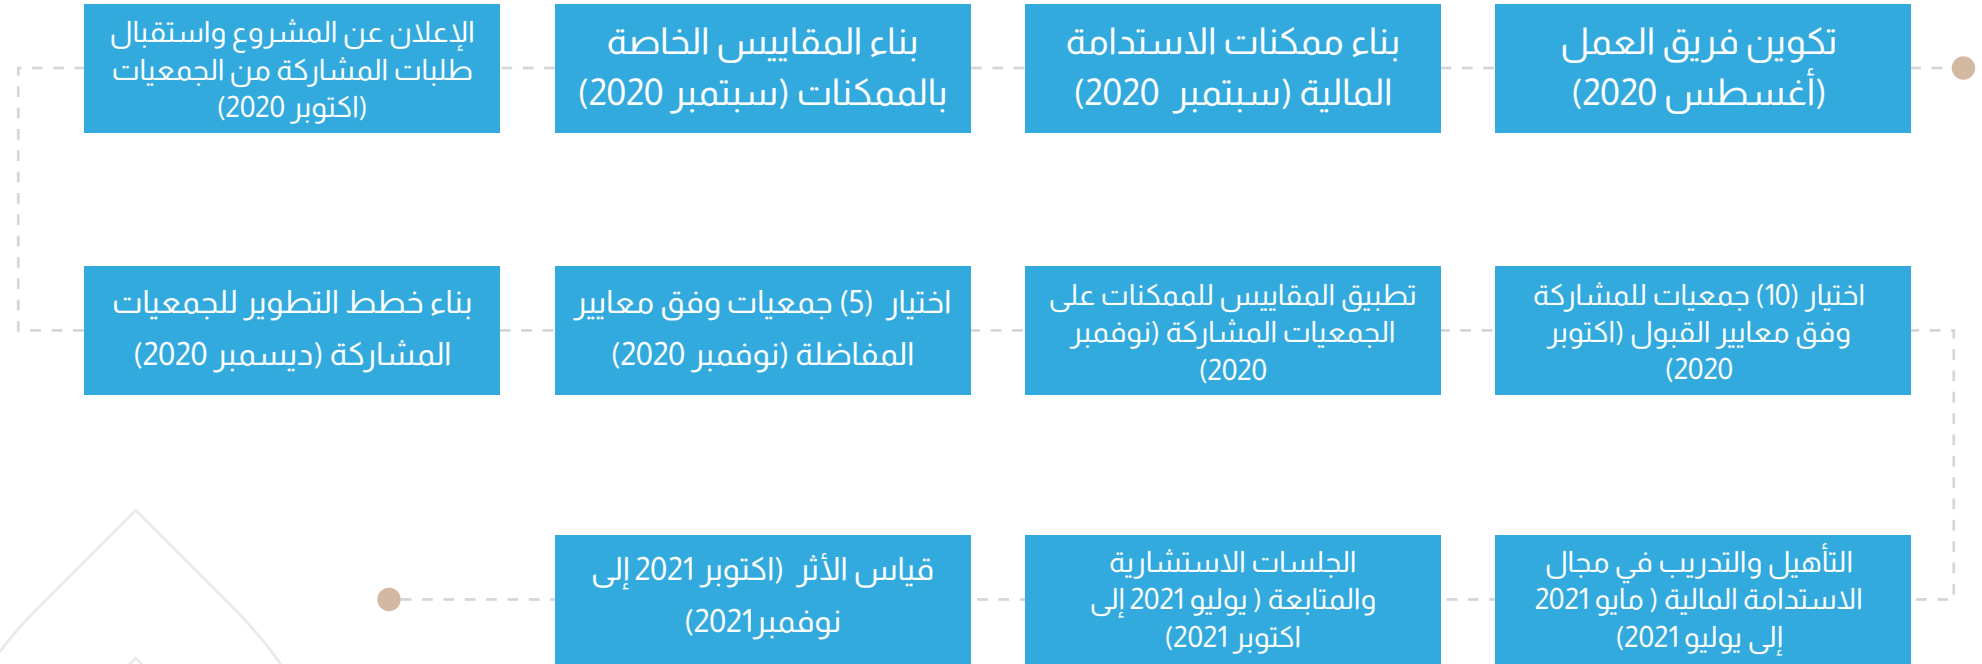 تكوين فريق العمل
(أغسطس 2020)
بناء ممكنات الاستدامة
المالية (سبتمبر 2020)
بناء المقاييس الخاصة
بالممكنات (سبتمبر 2020)
الإعلان عن المشروع واستقبال
طلبات المشاركة من الجمعيات
(اكتوبر 2020)
اختيار (10) جمعيات للمشاركة
وفق معايير القبول (اكتوبر
2020)
تطبيق المقاييس للممكنات على
الجمعيات المشاركة (نوفمبر
2020)
اختيار (5) جمعيات وفق معايير
المفاضلة (نوفمبر 2020)
بناء خطط التطوير للجمعيات
المشاركة (ديسمبر 2020)
التأهيل والتدريب في مجال
الاستدامة المالية ( مايو 2021
إلى يوليو 2021)
الجلسات الاستشارية
والمتابعة ( يوليو 2021 إلى
اكتوبر 2021)
قياس الأثر (اكتوبر 2021 إلى
نوفمبر2021)